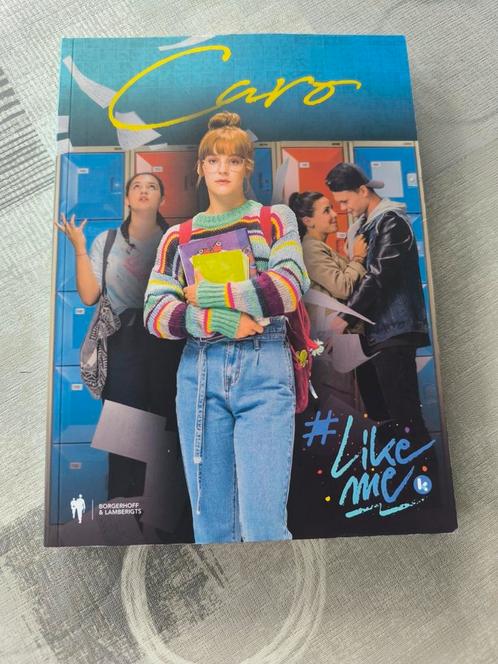 Caro
#Like
me
k
BORGERHOFF
& LAMBERIGTS